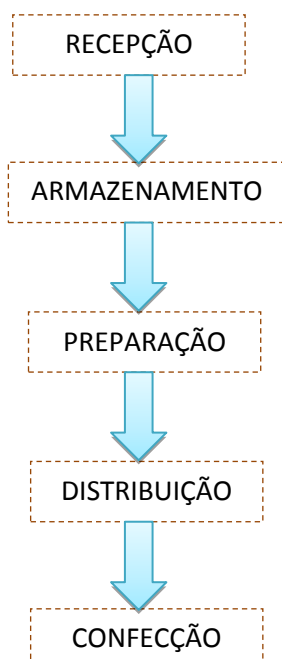 RECEPÇÃO
ARMAZENAMENTO
PREPARAÇÃO
DISTRIBUIÇÃO
CONFECÇÃO